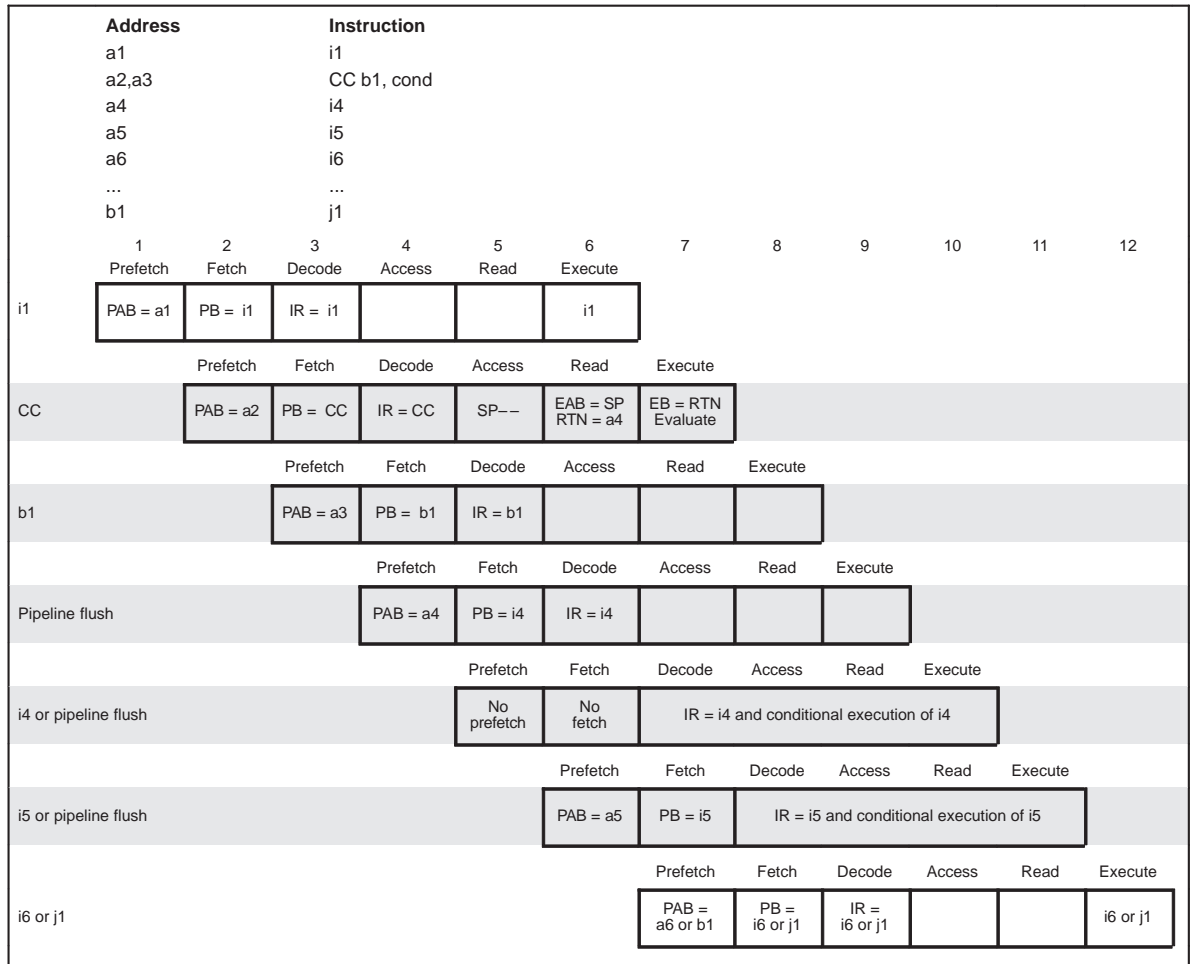 Address Instruction
a1 i1
a2,a3 CC b1, cond
a4 i4
a5 i5
a6 i6
... ...
b1 j1
1 2 3 4 5 6 7 8 9 10 11 12
Prefetch Fetch Decode Access Read Execute
i1 PAB = a1 PB = i1 IR = i1 i1
Prefetch Fetch Decode Access Read Execute
CC PAB = a2 PB = CC IR = CC SP−− EAB = SP RTN = a4 EB = RTN Evaluate
Prefetch Fetch Decode Access Read Execute
b1 PAB = a3 PB = b1 IR = b1
Prefetch Fetch Decode Access Read Execute
Pipeline flush PAB = a4 PB = i4 IR = i4
Prefetch Fetch Decode Access Read Execute
i4 or pipeline flush No prefetch No fetch IR = i4 and conditional execution of i4
Prefetch Fetch Decode Access Read Execute
i5 or pipeline flush PAB = a5 PB = i5 IR = i5 and conditional execution of i5
Prefetch Fetch Decode Access Read Execute
i6 or j1 PAB = a6 or b1 PB = i6 or j1 IR = i6 or j1 i6 or j1